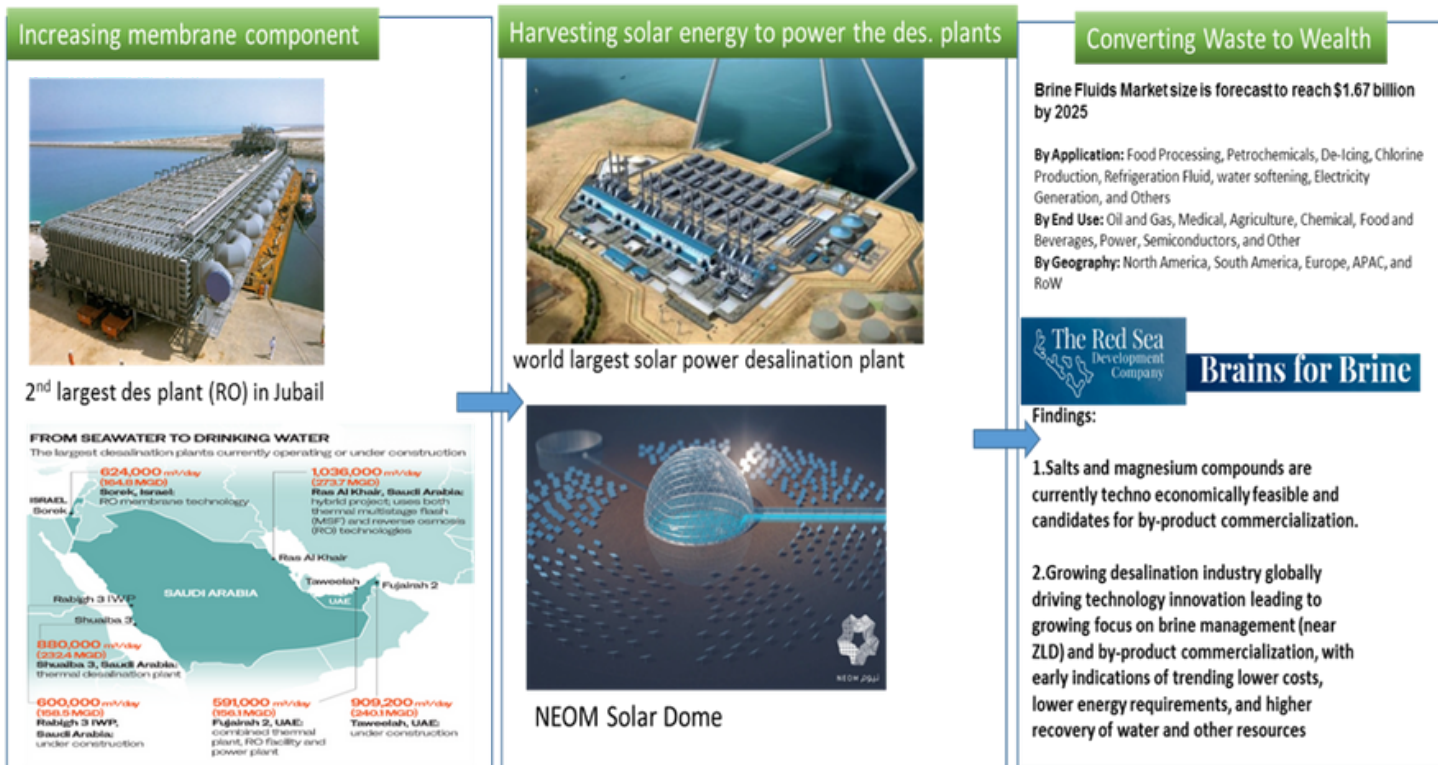 Increasing membrane component
2nd largest des plant (RO) in Jubail
FROM SEAWATER TO DRINKING WATER
The largest desalination plants currently operating or under construction
624,000 m³/day
(164.8 MGD)
Sorek, Israel:
RO membrane technology
1,036,000 m³/day
(273.7 MGD)
Ras Al Khair, Saudi Arabia:
hybrid project; uses both
thermal multistage flash
(MSF) and reverse osmosis
(RO) technologies
ISRAEL
Sorek
Ras Al Khair
Taweelah
Fujairah 2
SAUDI ARABIA
UAE
Rabigh 3 IWP
Shuaiba 3
880,000 m³/day
(232.4 MGD)
Shuaiba 3, Saudi Arabia:
thermal desalination
plant
600,000 m³/day
(158.5 MGD)
Rabigh 3 IWP,
Saudi Arabia:
under construction
591,000 m³/day
(156.1 MGD)
Fujairah 2, UAE:
combined thermal
plant, RO facility and
power plant
909,200 m³/day
(240.1 MGD)
Taweelah, UAE:
under construction
Harvesting solar energy to power the des. plants
world largest solar power desalination plant
NEOM نيوم
NEOM Solar Dome
Converting Waste to Wealth
Brine Fluids Market size is forecast to reach $1.67 billion
by 2025
By Application: Food Processing, Petrochemicals, De-Icing, Chlorine
Production, Refrigeration Fluid, water softening, Electricity
Generation, and Others
By End Use: Oil and Gas, Medical, Agriculture, Chemical, Food and
Beverages, Power, Semiconductors, and Other
By Geography: North America, South America, Europe, APAC, and
RoW
The Red Sea
Development
Company
Brains for Brine
Findings:
1.Salts and magnesium compounds are
currently techno economically feasible and
candidates for by-product commercialization.
2.Growing desalination industry globally
driving technology innovation leading to
growing focus on brine management (near
ZLD) and by-product commercialization, with
early indications of trending lower costs,
lower energy requirements, and higher
recovery of water and other resources